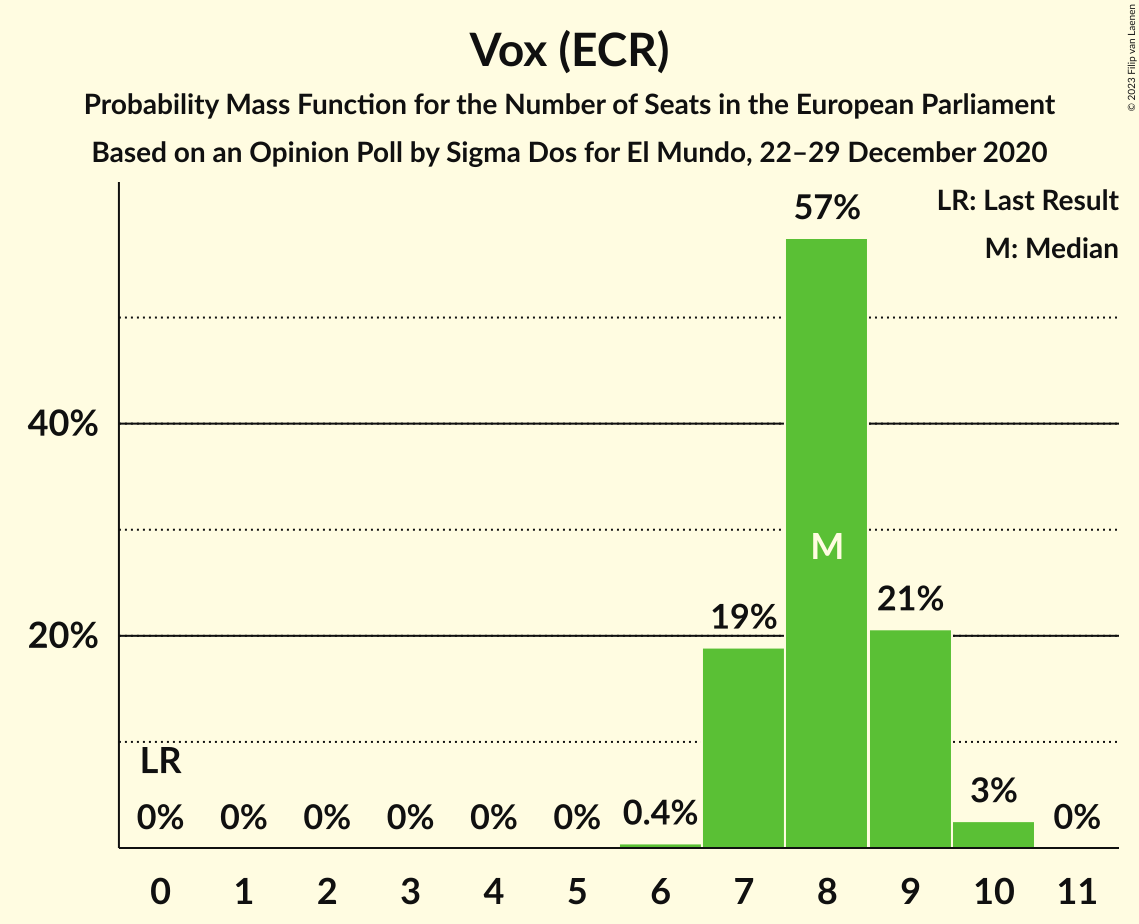 Vox (ECR)
Probability Mass Function for the Number of Seats in the European Parliament
Based on an Opinion Poll by Sigma Dos for El Mundo, 22–29 December 2020
© 2023 Filip van Laenen
LR: Last Result
M: Median
57%
40%
M
21%
19%
20%
LR
0% 0% 0% 0% 0% 0% 0.4% 3% 0%
0 1 2 3 4 5 6 7 8 9 10 11